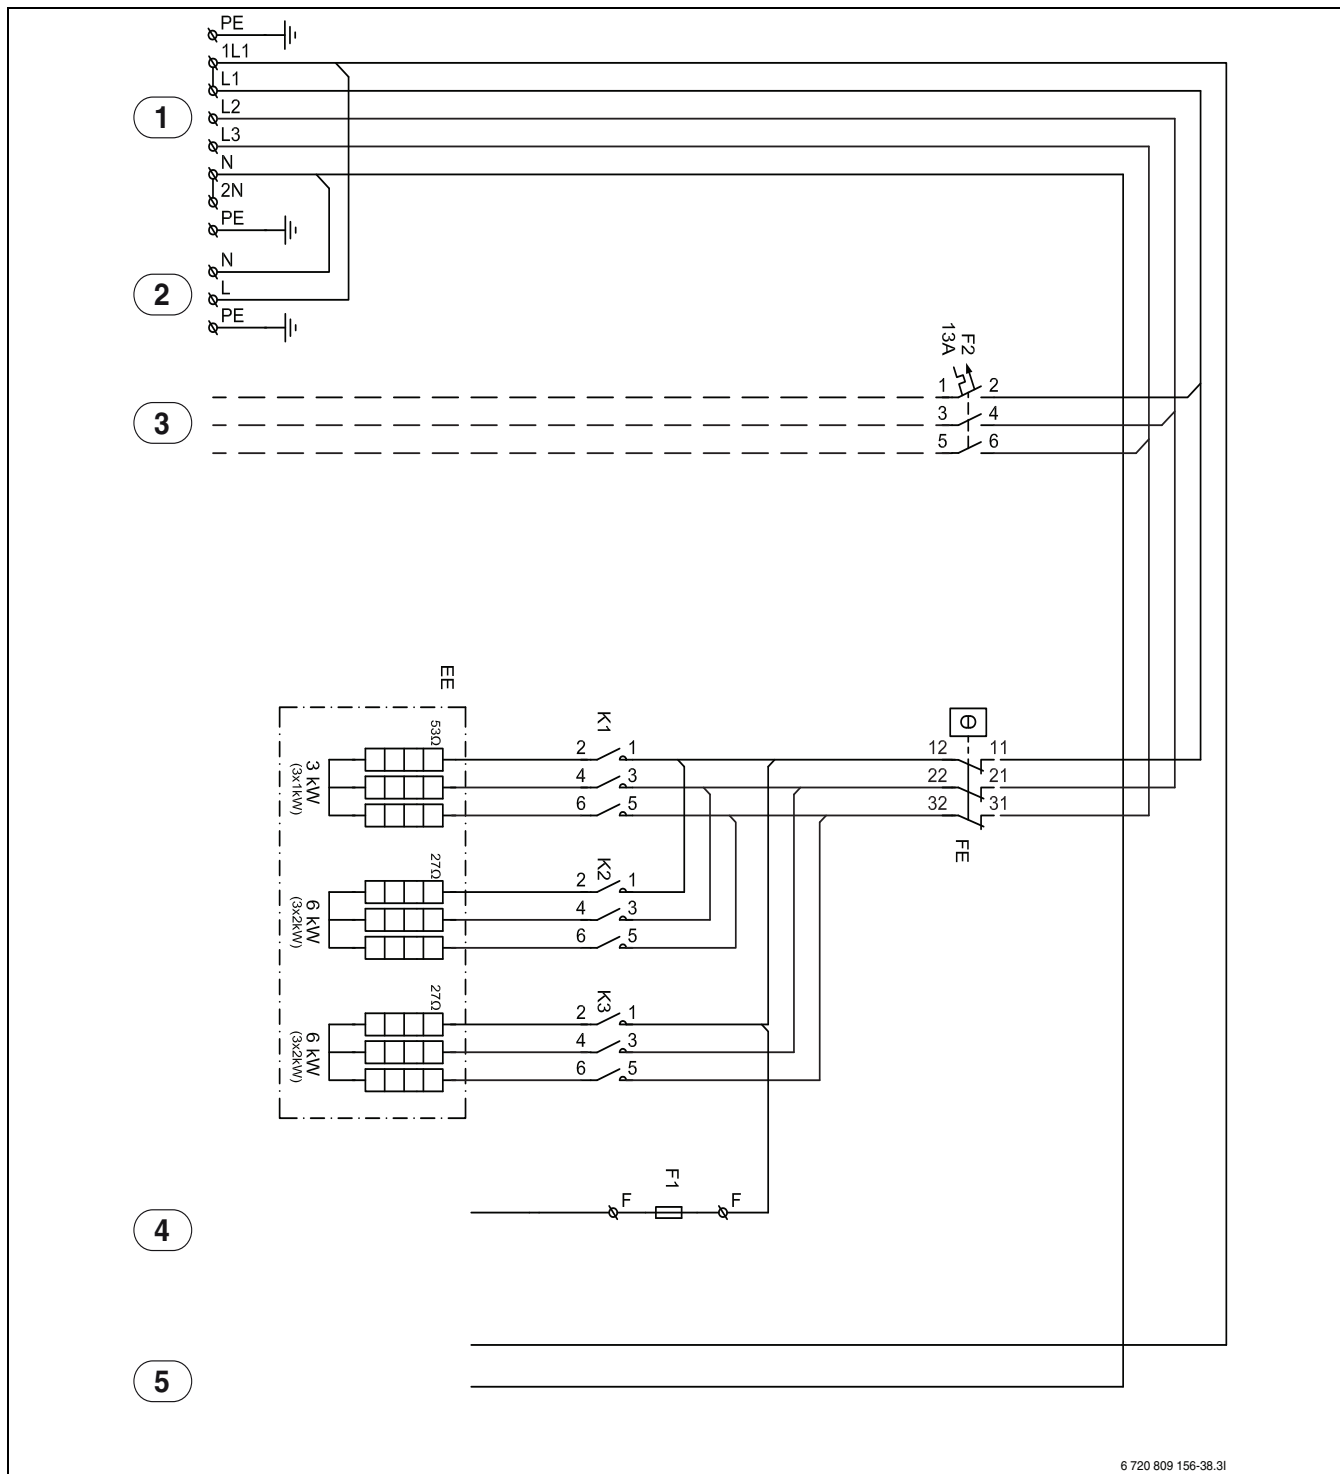 PE
1L1
L1
1
L2
L3
N
2N
PE
N
2
L
PE
F2
13A
1 2
3
3 4
5 6
EE
K1
53Ω
3 kW
(3x1kW)
2 1
4 3
6 5
Θ
12 11
22 21
32 31
FE
K2
27Ω
6 kW
(3x2kW)
2 1
4 3
6 5
K3
27Ω
6 kW
(3x2kW)
2 1
4 3
6 5
F1
F F
4
5
6 720 809 156-38.3I